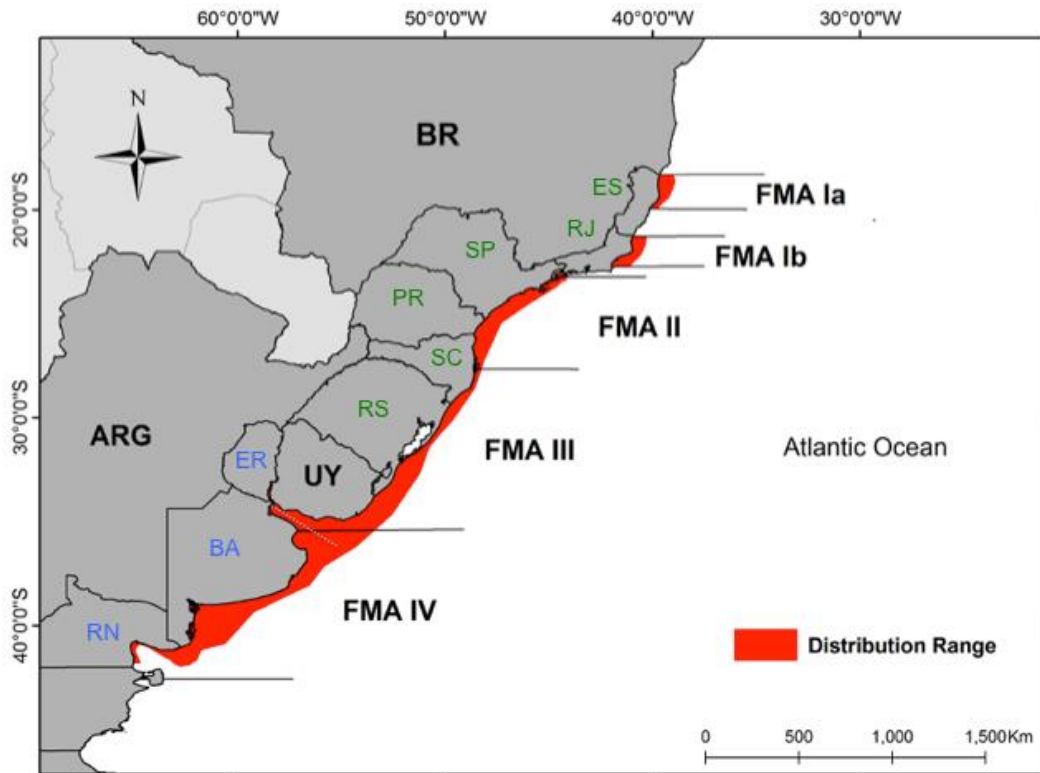 60°0'0"W 50°0'0"W 40°0'0"W 30°0'0"W
N
BR
ES
FMA Ia
20°0'0"S
RJ
SP
FMA Ib
PR
FMA II
SC
RS
30°0'0"S
ARG
FMA III
Atlantic Ocean
ER
UY
BA
FMA IV
40°0'0"S
RN
Distribution Range
0 500 1,000 1,500Km